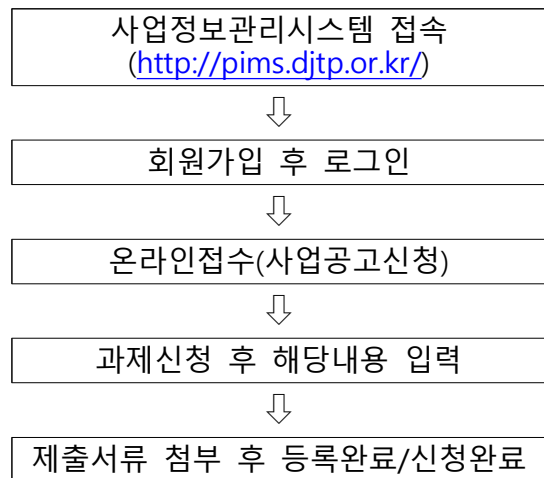 사업정보관리시스템 접속
(http://pims.djtp.or.kr/)
회원가입 후 로그인
온라인접수(사업공고신청)
과제신청 후 해당내용 입력
제출서류 첨부 후 등록완료/신청완료